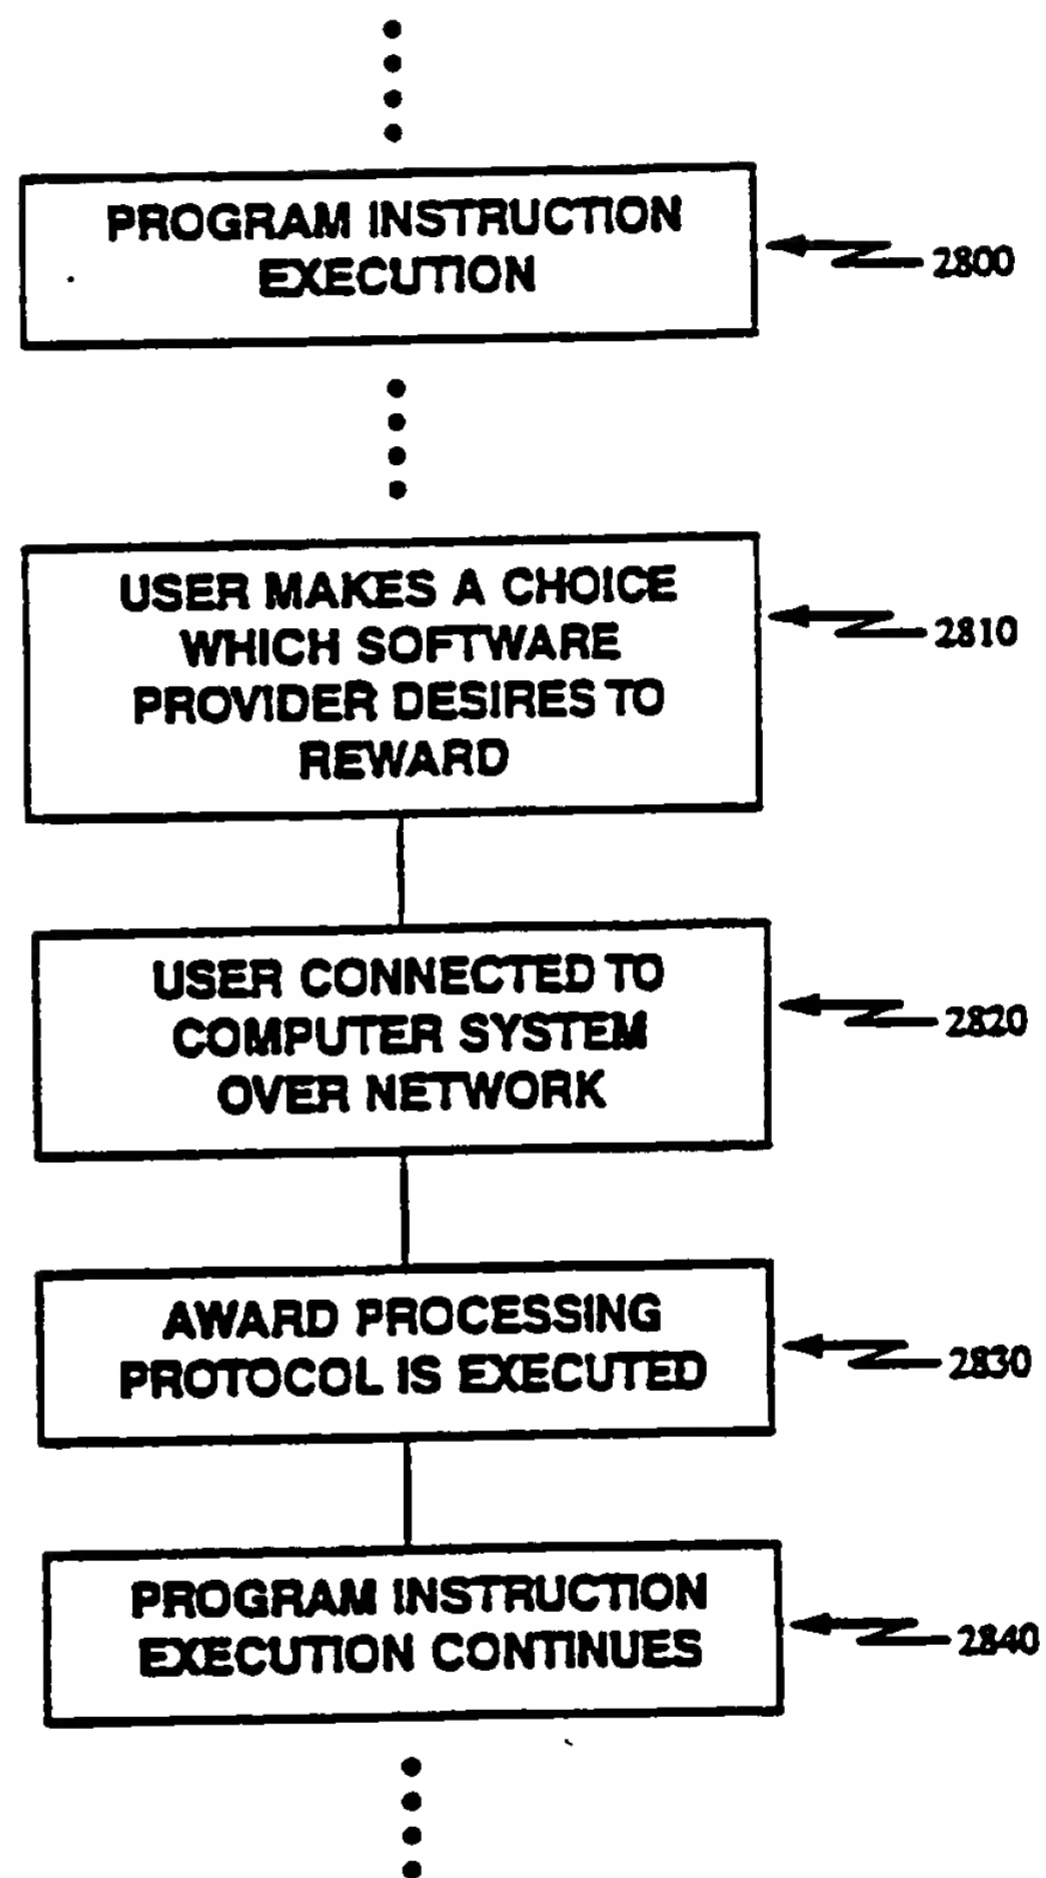 PROGRAM INSTRUCTION
EXECUTION
2800
USER MAKES A CHOICE
WHICH SOFTWARE
PROVIDER DESIRES TO
REWARD
2810
USER CONNECTED TO
COMPUTER SYSTEM
OVER NETWORK
2820
AWARD PROCESSING
PROTOCOL IS EXECUTED
2830
PROGRAM INSTRUCTION
EXECUTION CONTINUES
2840